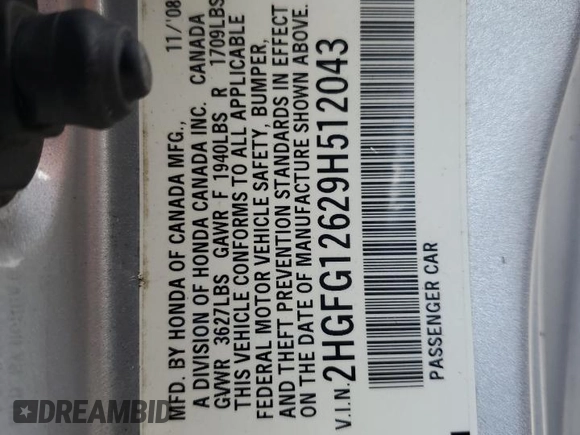 MFD. BY HONDA OF CANADA MFG., 11/'08
A DIVISION OF HONDA CANADA INC. CANADA
GVWR 3627LBS GAWR F 1940LBS R 1709LBS
THIS VEHICLE CONFORMS TO ALL APPLICABLE
FEDERAL MOTOR VEHICLE SAFETY, BUMPER,
AND THEFT PREVENTION STANDARDS IN EFFECT
ON THE DATE OF MANUFACTURE SHOWN ABOVE.
V.I.N. 2HGFG12629H512043
PASSENGER CAR
DREAMBID